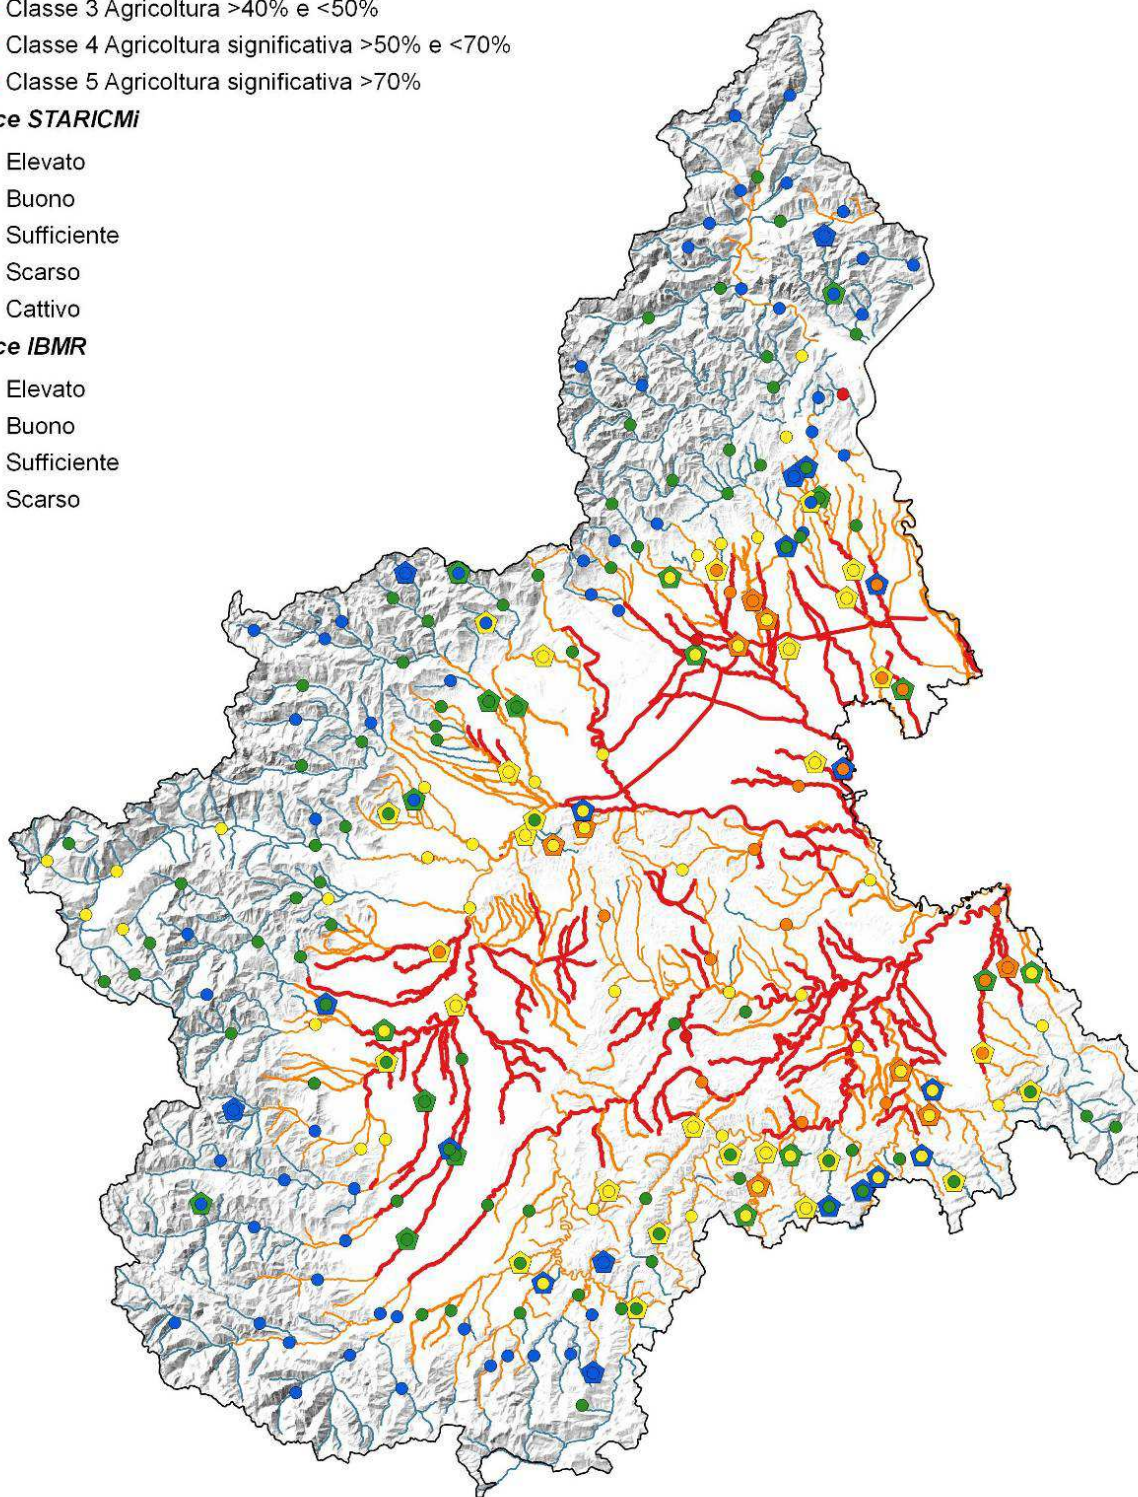 Classe 3 Agricoltura >40% e <50%
Classe 4 Agricoltura significativa >50% e <70%
Classe 5 Agricoltura significativa >70%
ce STARICMi
Elevato
Buono
Sufficiente
Scarso
Cattivo
ce IBMR
Elevato
Buono
Sufficiente
Scarso